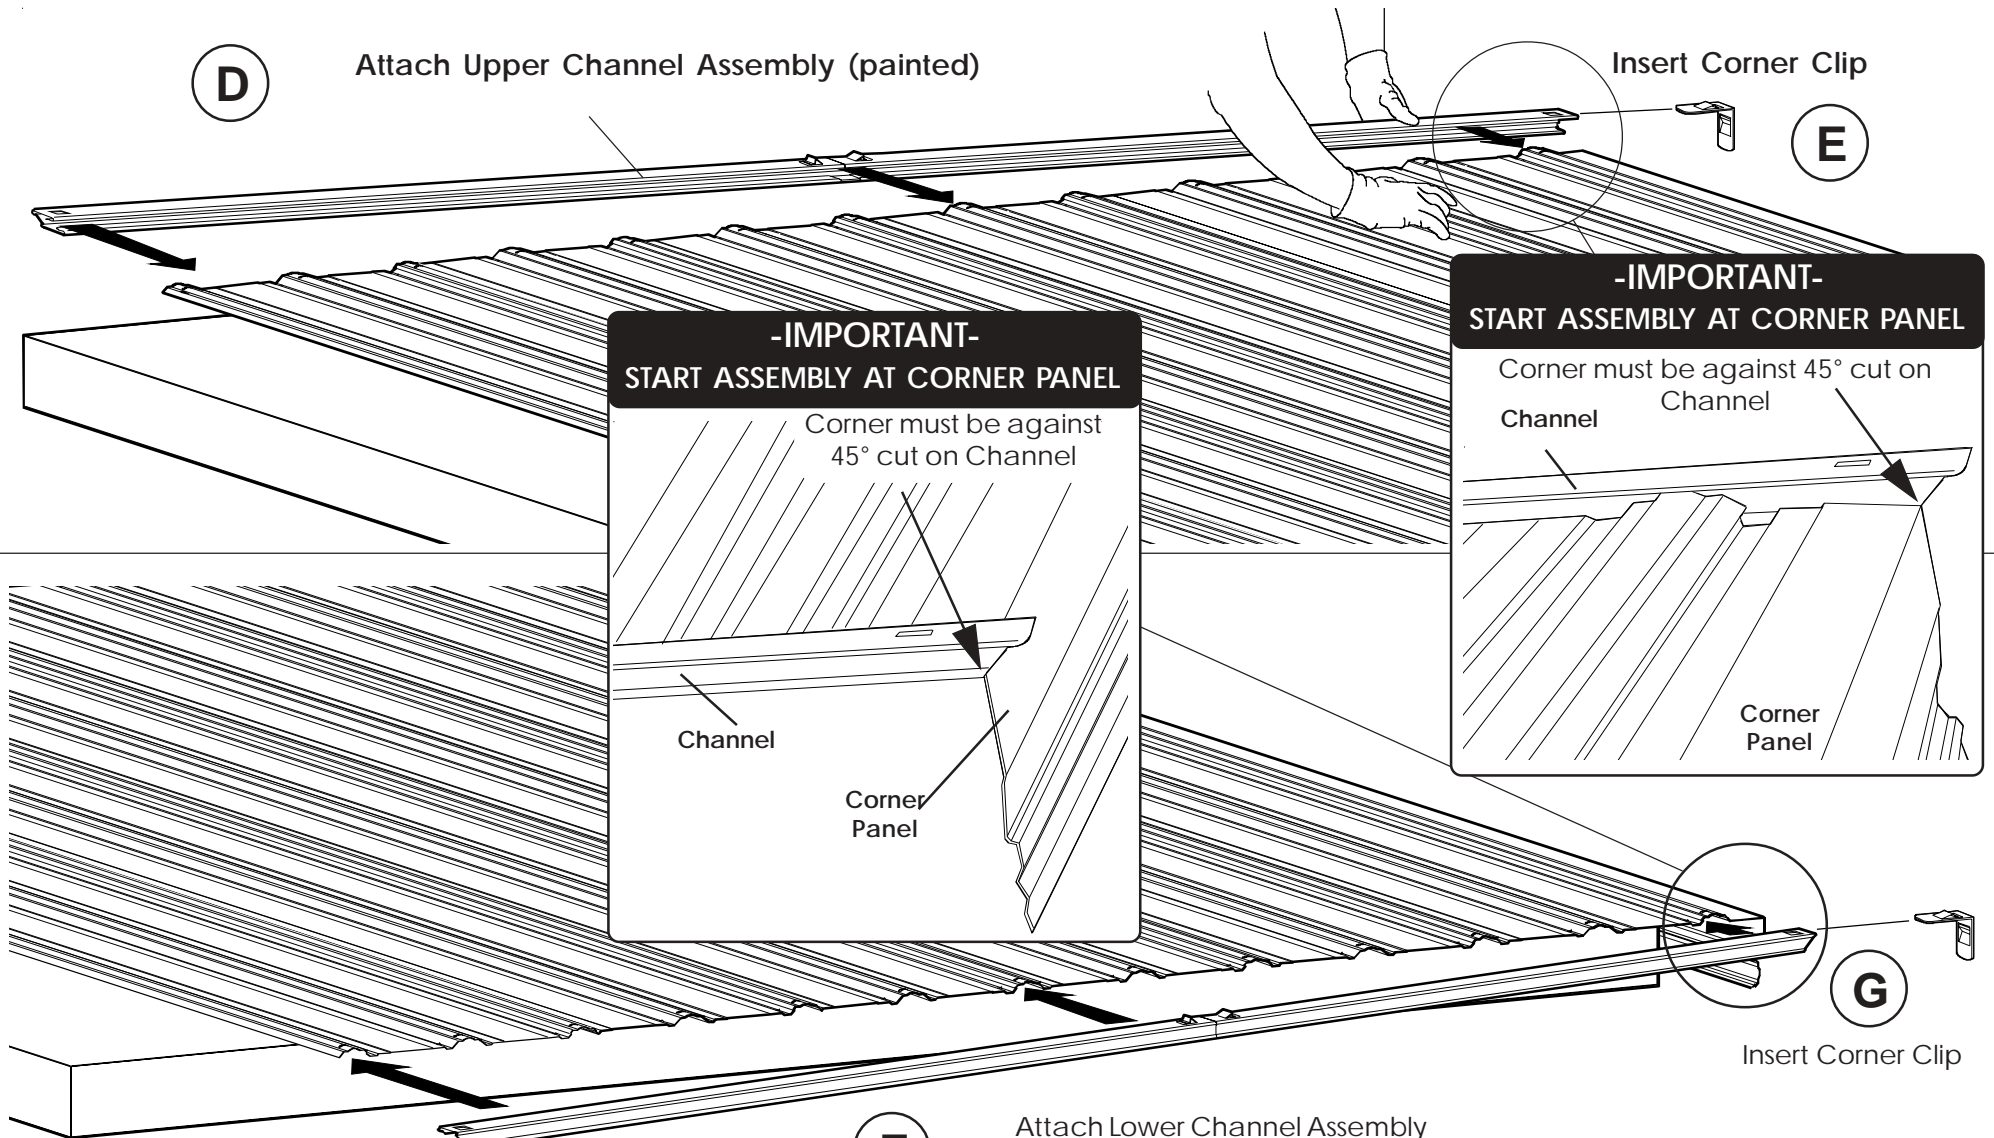 D
Attach Upper Channel Assembly (painted)
Insert Corner Clip
E
-IMPORTANT-
START ASSEMBLY AT CORNER PANEL
Corner must be against 45° cut on
Channel
Channel
Corner
Panel
-IMPORTANT-
START ASSEMBLY AT CORNER PANEL
Corner must be against
45° cut on Channel
Channel
Corner
Panel
G
Insert Corner Clip
Attach Lower Channel Assembly